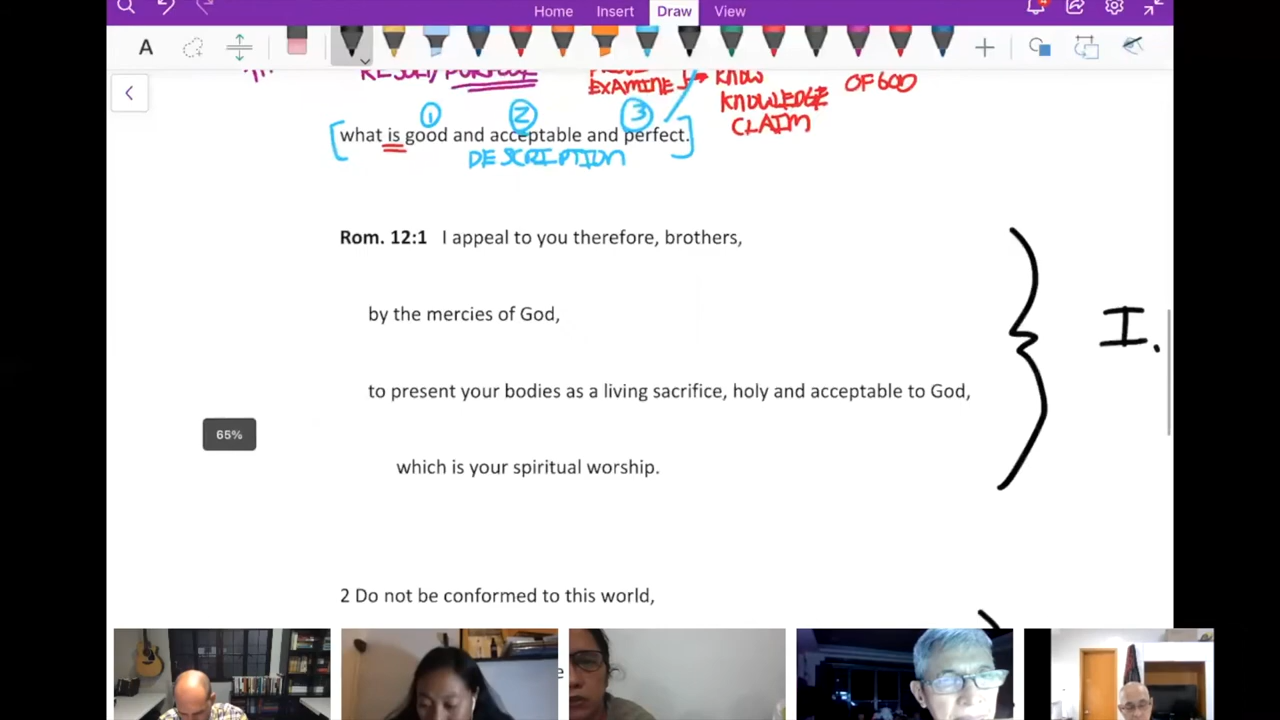 Home Insert Draw View
A
PURPOSE
EXAMINE KNOW OF GOD
KNOWLEDGE
CLAIM
1 2 3
[what is good and acceptable and perfect.]
DESCRIPTION
Rom. 12:1 I appeal to you therefore, brothers,
by the mercies of God,
I.
to present your bodies as a living sacrifice, holy and acceptable to God,
65%
which is your spiritual worship.
2 Do not be conformed to this world,